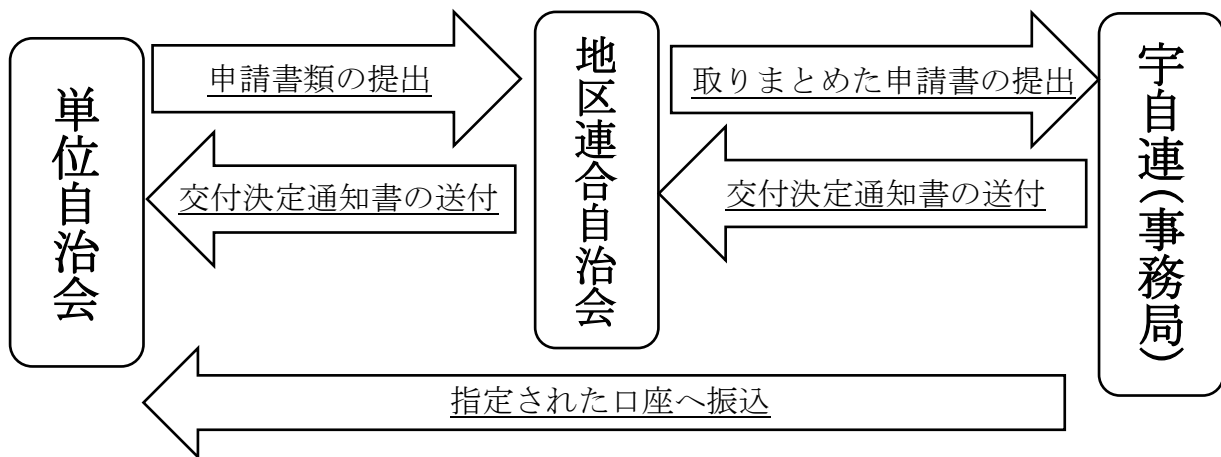 単位自治会
申請書類の提出
交付決定通知書の送付
地区連合自治会
取りまとめた申請書の提出
交付決定通知書の送付
宇自連(事務局)
指定された口座へ振込